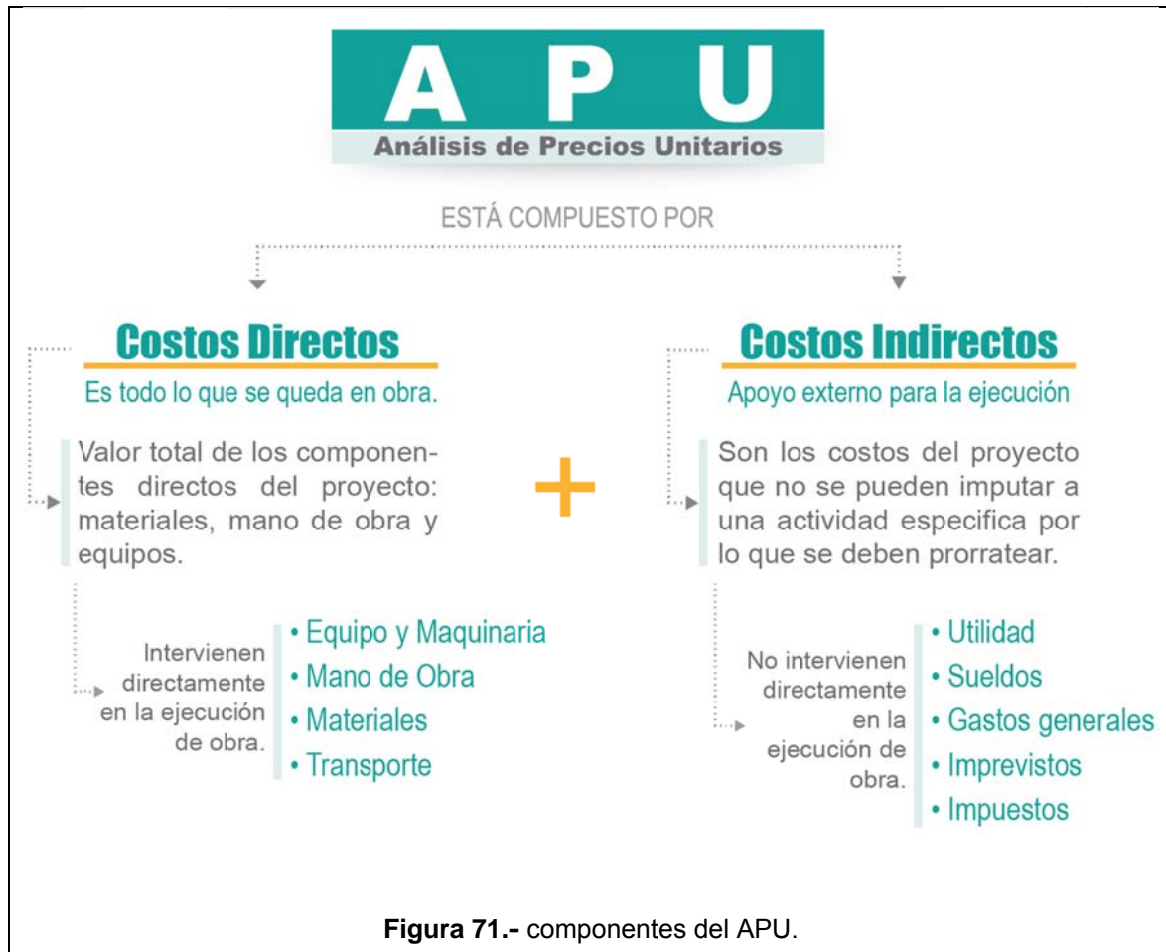 A P U
Análisis de Precios Unitarios
ESTÁ COMPUESTO POR
Costos Directos
Es todo lo que se queda en obra.
Valor total de los componen-
tes directos del proyecto:
materiales, mano de obra y
equipos.
Intervienen
directamente
en la ejecución
de obra.
• Equipo y Maquinaria
• Mano de Obra
• Materiales
• Transporte
+
Costos Indirectos
Apoyo externo para la ejecución
Son los costos del proyecto
que no se pueden imputar a
una actividad especifica por
lo que se deben prorratear.
No intervienen
directamente
en la
ejecución de
obra.
• Utilidad
• Sueldos
• Gastos generales
• Imprevistos
• Impuestos
Figura 71.- componentes del APU.